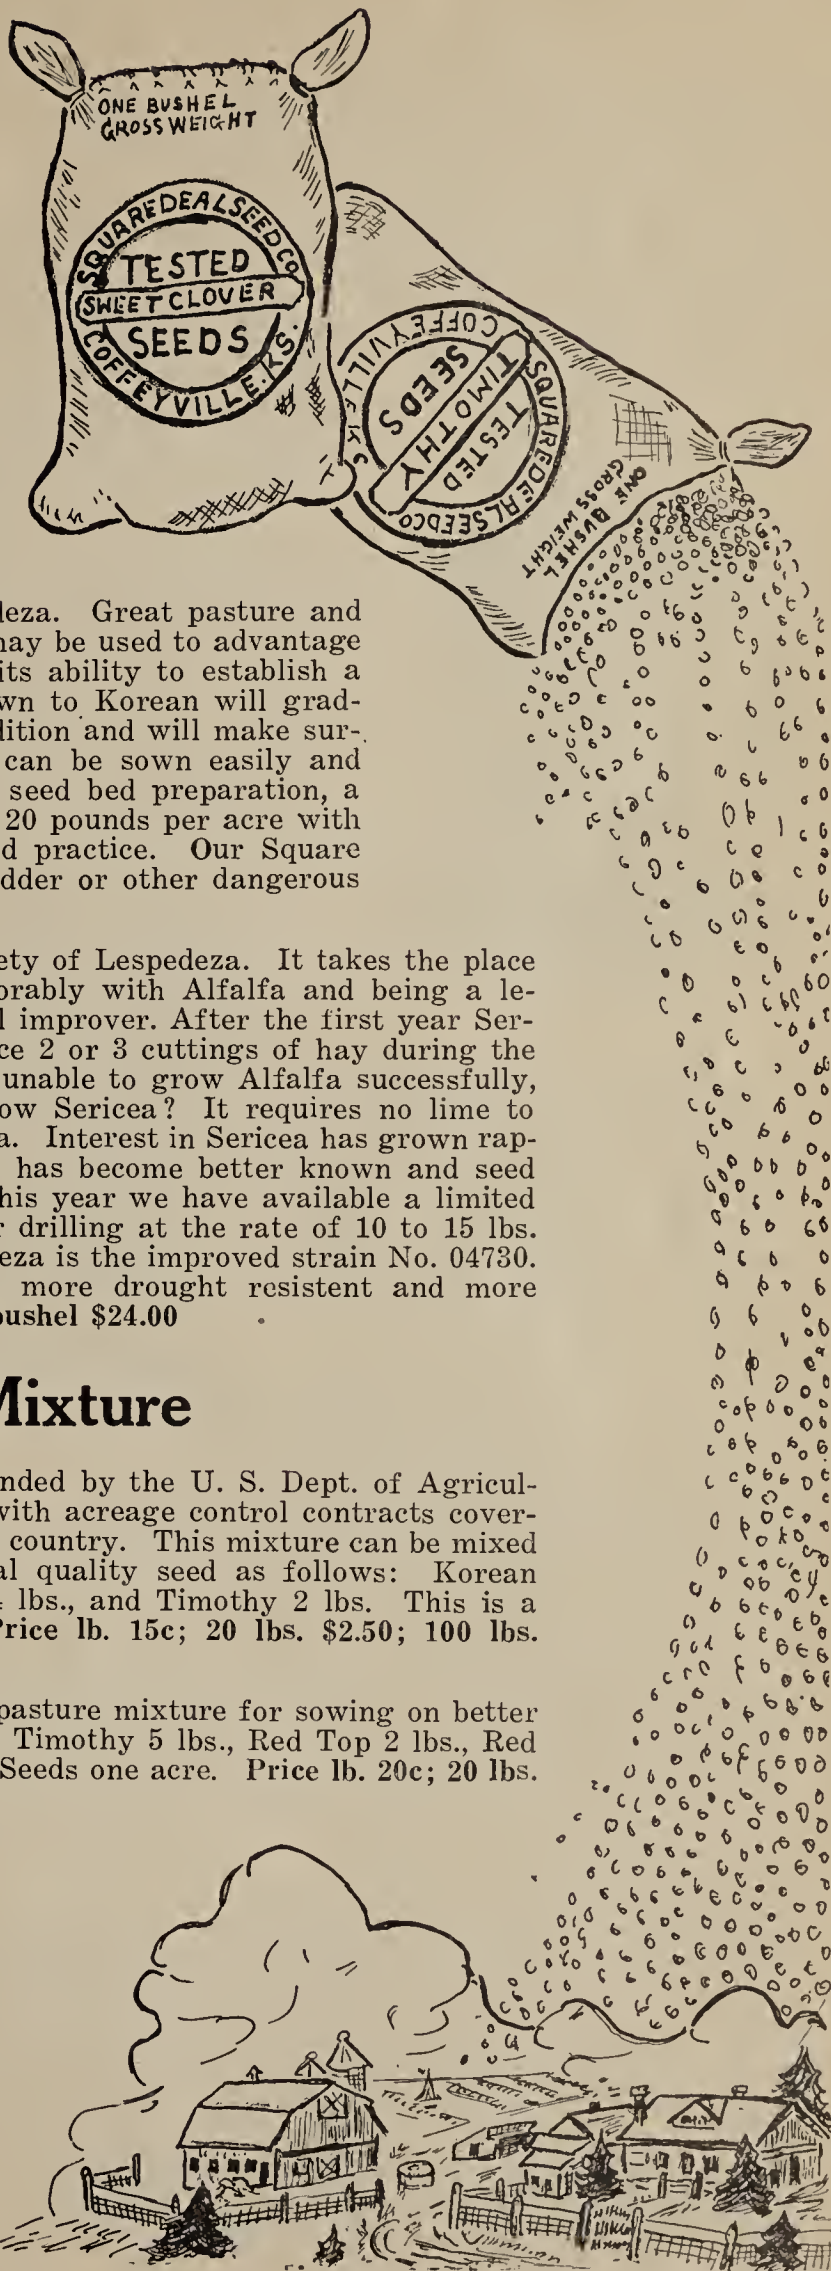 ONE BUSHEL
GROSS WEIGHT
SQUARE DEAL SEED CO
TESTED
SWEET CLOVER
SEEDS
COFFEYVILLE. KS.
SQUARE DEAL SEED CO
TESTED
TIMOTHY
SEEDS
COFFEYVILLE KS
ONE BUSHEL
GROSS WEIGHT
leza. Great pasture and
may be used to advantage
its ability to establish a
wn to Korean will grad-
dition and will make sur-
can be sown easily and
seed bed preparation, a
20 pounds per acre with
d practice. Our Square
dder or other dangerous
ety of Lespedeza. It takes the place
orably with Alfalfa and being a le-
l improver. After the first year Ser-
ce 2 or 3 cuttings of hay during the
unable to grow Alfalfa successfully,
ow Sericea? It requires no lime to
a. Interest in Sericea has grown rap-
has become better known and seed
his year we have available a limited
r drilling at the rate of 10 to 15 lbs.
eza is the improved strain No. 04730.
more drought resistent and more
bushel $24.00
Mixture
nded by the U. S. Dept. of Agricul-
with acreage control contracts cover-
country. This mixture can be mixed
al quality seed as follows: Korean
lbs., and Timothy 2 lbs. This is a
Price lb. 15c; 20 lbs. $2.50; 100 lbs.
pasture mixture for sowing on better
Timothy 5 lbs., Red Top 2 lbs., Red
Seeds one acre. Price lb. 20c; 20 lbs.